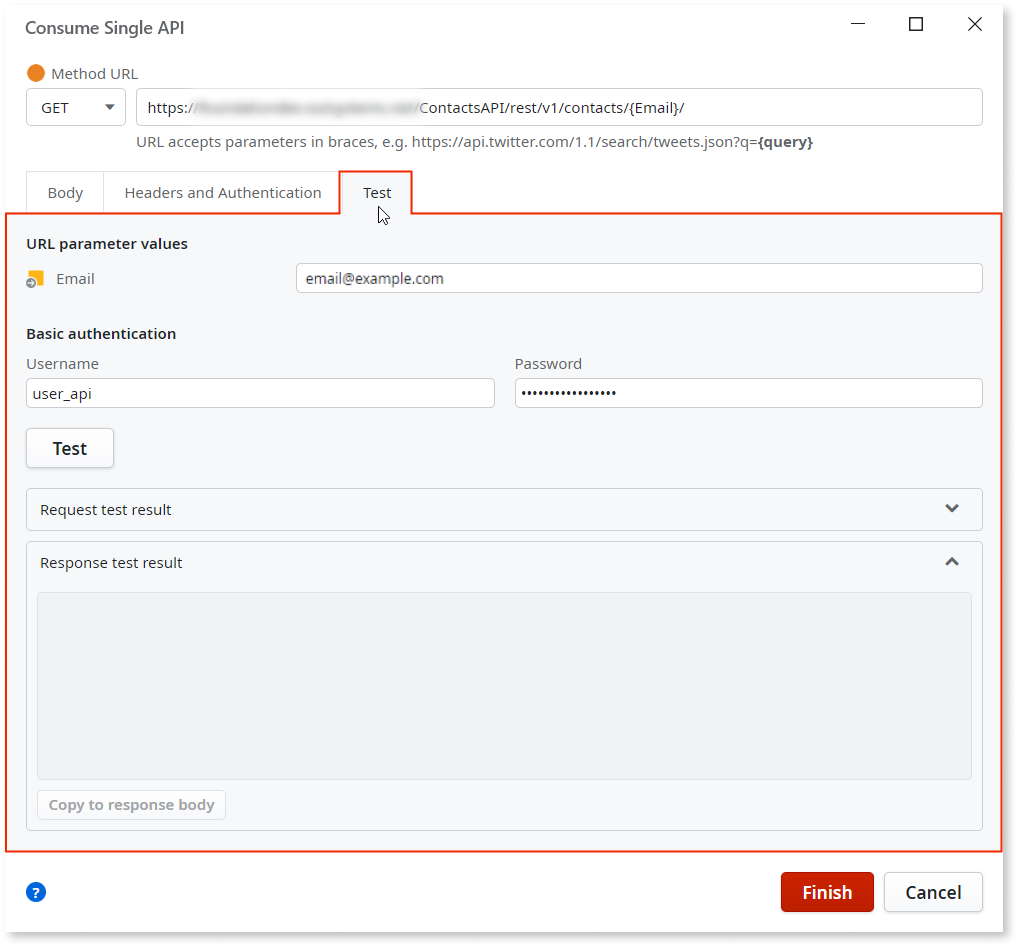 Consume Single API
Method URL
GET https:/ /ContactsAPI/rest/v1/contacts/{Email}/
URL accepts parameters in braces, e.g. https://api.twitter.com/1.1/search/tweets.json?q={query}
Body Headers and Authentication Test
URL parameter values
Email email@example.com
Basic authentication
Username Password
user_api •••••••••••••••••
Test
Request test result
Response test result
Copy to response body
? Finish Cancel